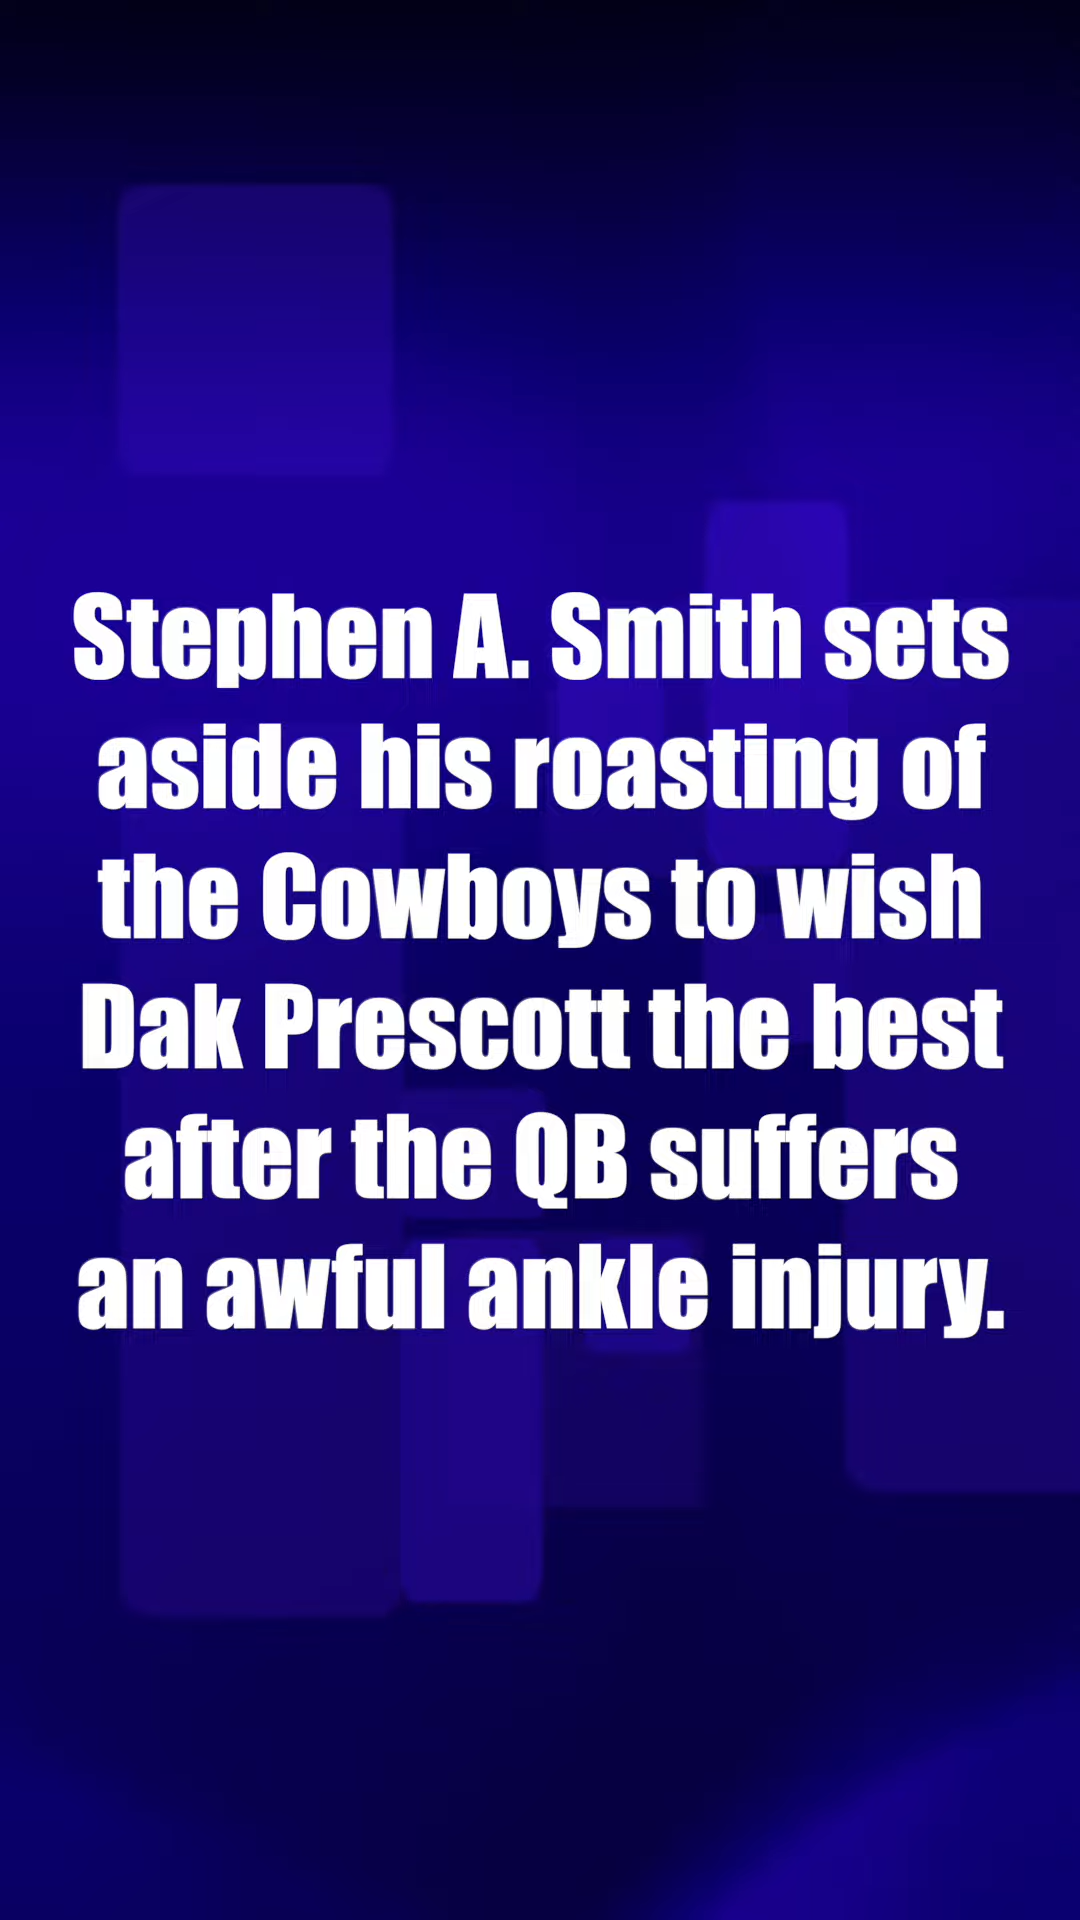 Stephen A. Smith sets
aside his roasting of
the Cowboys to wish
Dak Prescott the best
after the QB suffers
an awful ankle injury.